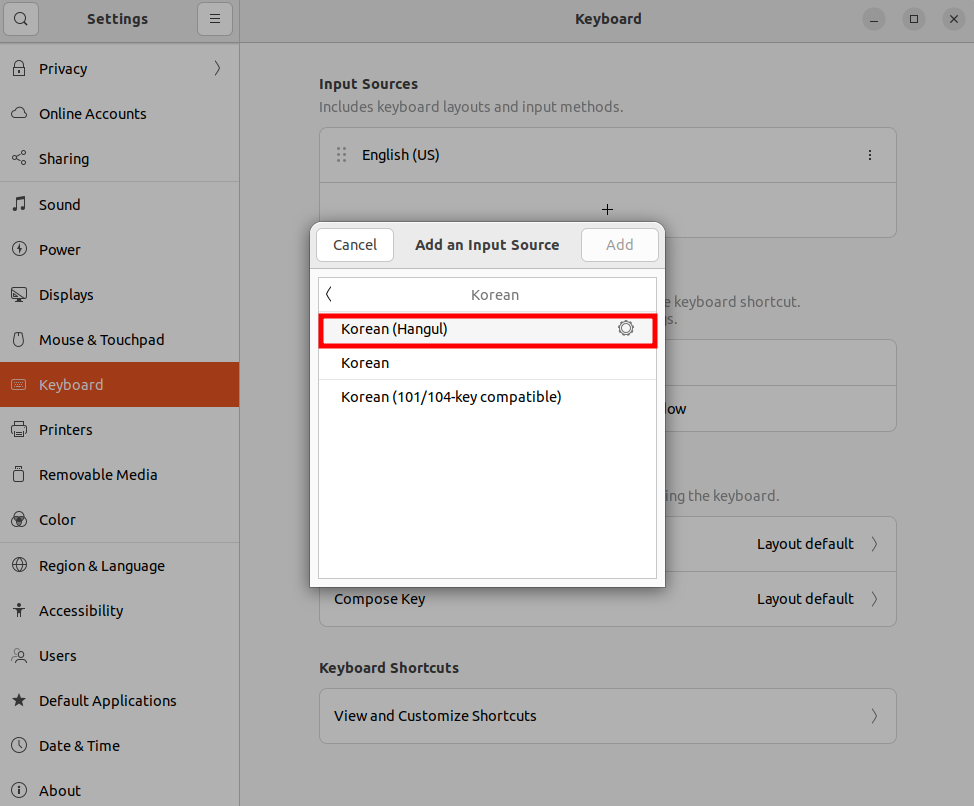 Settings
Privacy
Online Accounts
Sharing
Sound
Power
Displays
Mouse & Touchpad
Keyboard
Printers
Removable Media
Color
Region & Language
Accessibility
Users
Default Applications
Date & Time
About
Keyboard
Input Sources
Includes keyboard layouts and input methods.
English (US)
Cancel
Add an Input Source
Add
Korean
Korean (Hangul)
Korean
Korean (101/104-key compatible)
keyboard shortcut.
the keyboard.
Layout default
Compose Key
Layout default
Keyboard Shortcuts
View and Customize Shortcuts